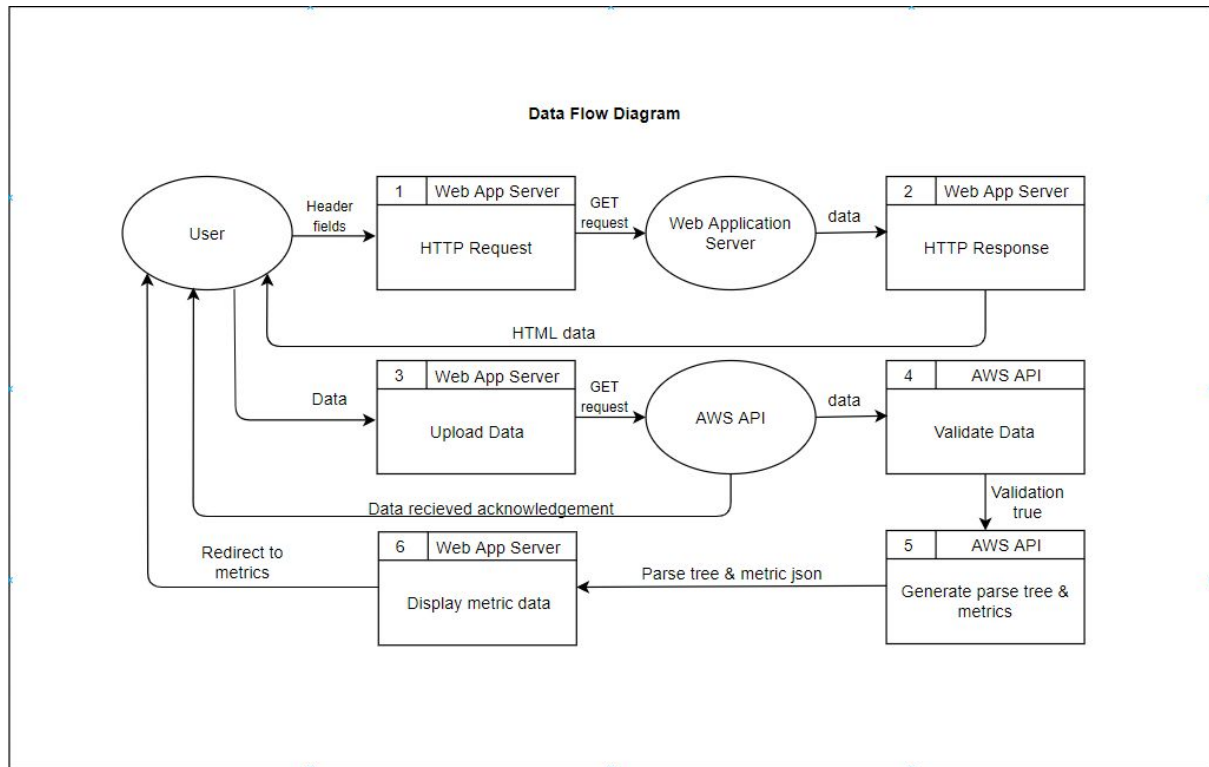 Data Flow Diagram
Header
fields
1
Web App Server
GET
request
data
2
Web App Server
User
HTTP Request
Web Application
Server
HTTP Response
HTML data
3
Web App Server
GET
request
data
4
AWS API
Data
Upload Data
AWS API
Validate Data
Data recieved acknowledgement
Validation
true
Redirect to
metrics
6
Web App Server
Parse tree & metric json
5
AWS API
Display metric data
Generate parse tree &
metrics